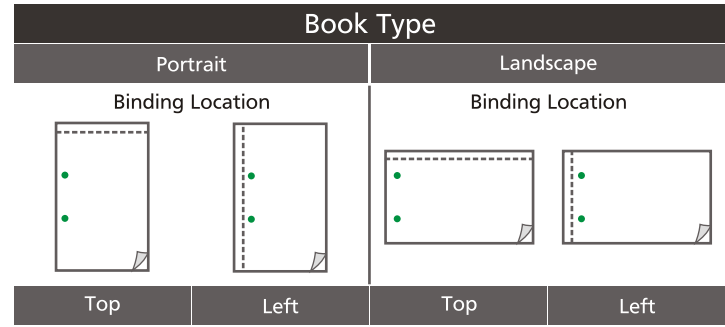 Book Type
Portrait
Landscape
Binding Location
Binding Location
Top
Left
Top
Left